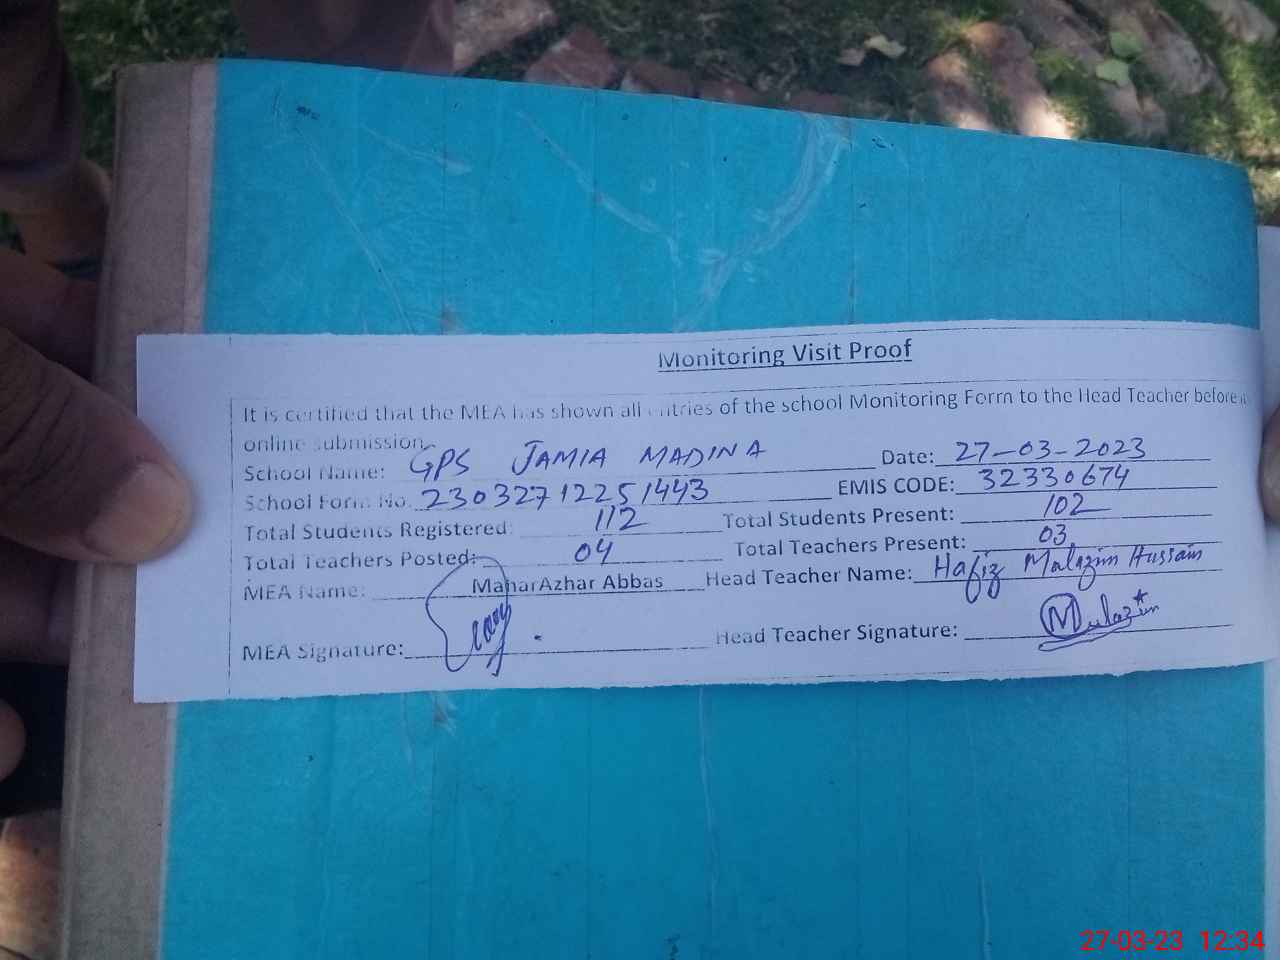 Monitoring Visit Proof
It is certified that the MEA has shown all entries of the school Monitoring Form to the Head Teacher before
online submission.
School Name: GPS JAMIA MADINA Date: 27-03-2023
School Form No. 23032712251443 EMIS CODE: 32330674
Total Students Registered: 112 Total Students Present: 102
Total Teachers Posted: 04 Total Teachers Present: 03
MEA Name: MaharAzhar Abbas Head Teacher Name: Hafiz Mulazim Hussain
MEA Signature: Head Teacher Signature: Mulazim
27-03-23 12:34